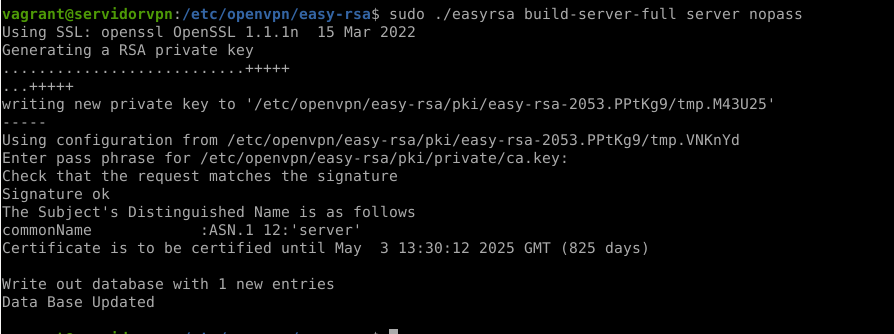 vagrant@servidorvpn:/etc/openvpn/easy-rsa$ sudo ./easyrsa build-server-full server nopass
Using SSL: openssl OpenSSL 1.1.1n  15 Mar 2022
Generating a RSA private key
...........................+++++
...+++++
writing new private key to '/etc/openvpn/easy-rsa/pki/easy-rsa-2053.PPtKg9/tmp.M43U25'
-----
Using configuration from /etc/openvpn/easy-rsa/pki/easy-rsa-2053.PPtKg9/tmp.VNKnYd
Enter pass phrase for /etc/openvpn/easy-rsa/pki/private/ca.key:
Check that the request matches the signature
Signature ok
The Subject's Distinguished Name is as follows
commonName            :ASN.1 12:'server'
Certificate is to be certified until May  3 13:30:12 2025 GMT (825 days)
Write out database with 1 new entries
Data Base Updated